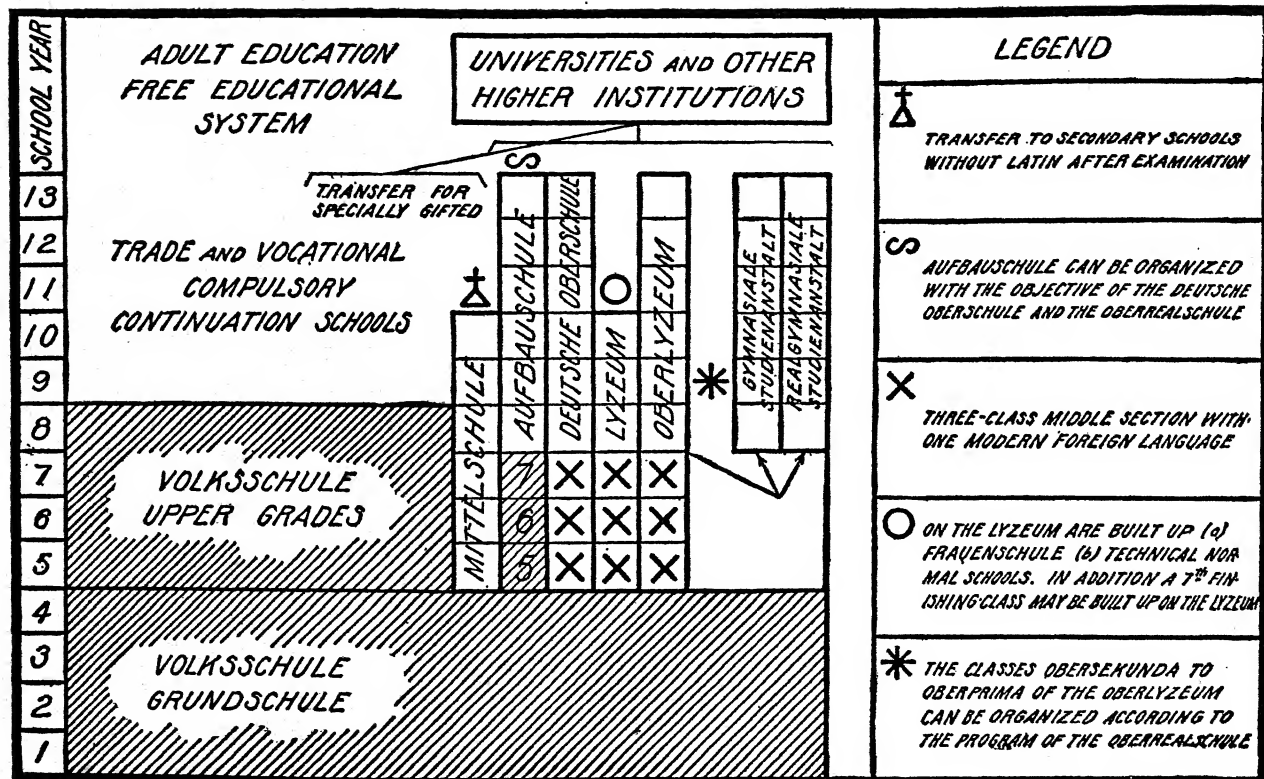 SCHOOL YEAR
13
12
11
10
9
8
7
6
5
4
3
2
1
ADULT EDUCATION
FREE EDUCATIONAL
SYSTEM
UNIVERSITIES AND OTHER
HIGHER INSTITUTIONS
TRANSFER FOR
SPECIALLY GIFTED
TRADE AND VOCATIONAL
COMPULSORY
CONTINUATION SCHOOLS
VOLKSSCHULE
UPPER GRADES
VOLKSSCHULE
GRUNDSCHULE
MITTELSCHULE
S
AUFBAUSCHULE
7
6
5
DEUTSCHE OBERSCHULE
LYZEUM
OBERLYZEUM
GYMNASIALE
STUDIENANSTALT
REALGYMNASIALE
STUDIENANSTALT
X X X
X X X
X X X
LEGEND
TRANSFER TO SECONDARY SCHOOLS
WITHOUT LATIN AFTER EXAMINATION
S AUFBAUSCHULE CAN BE ORGANIZED
WITH THE OBJECTIVE OF THE DEUTSCHE
OBERSCHULE AND THE OBERREALSCHULE
X THREE-CLASS MIDDLE SECTION WITH-
ONE MODERN FOREIGN LANGUAGE
O ON THE LYZEUM ARE BUILT UP (a)
FRAUENSCHULE (b) TECHNICAL NOR
MAL SCHOOLS. IN ADDITION A 7TH FIN-
ISHING-CLASS MAY BE BUILT UP ON THE LYZEUM
* THE CLASSES OBERSEKUNDA TO
OBERPRIMA OF THE OBERLYZEUM
CAN BE ORGANIZED ACCORDING TO
THE PROGRAM OF THE OBERREALSCHULE